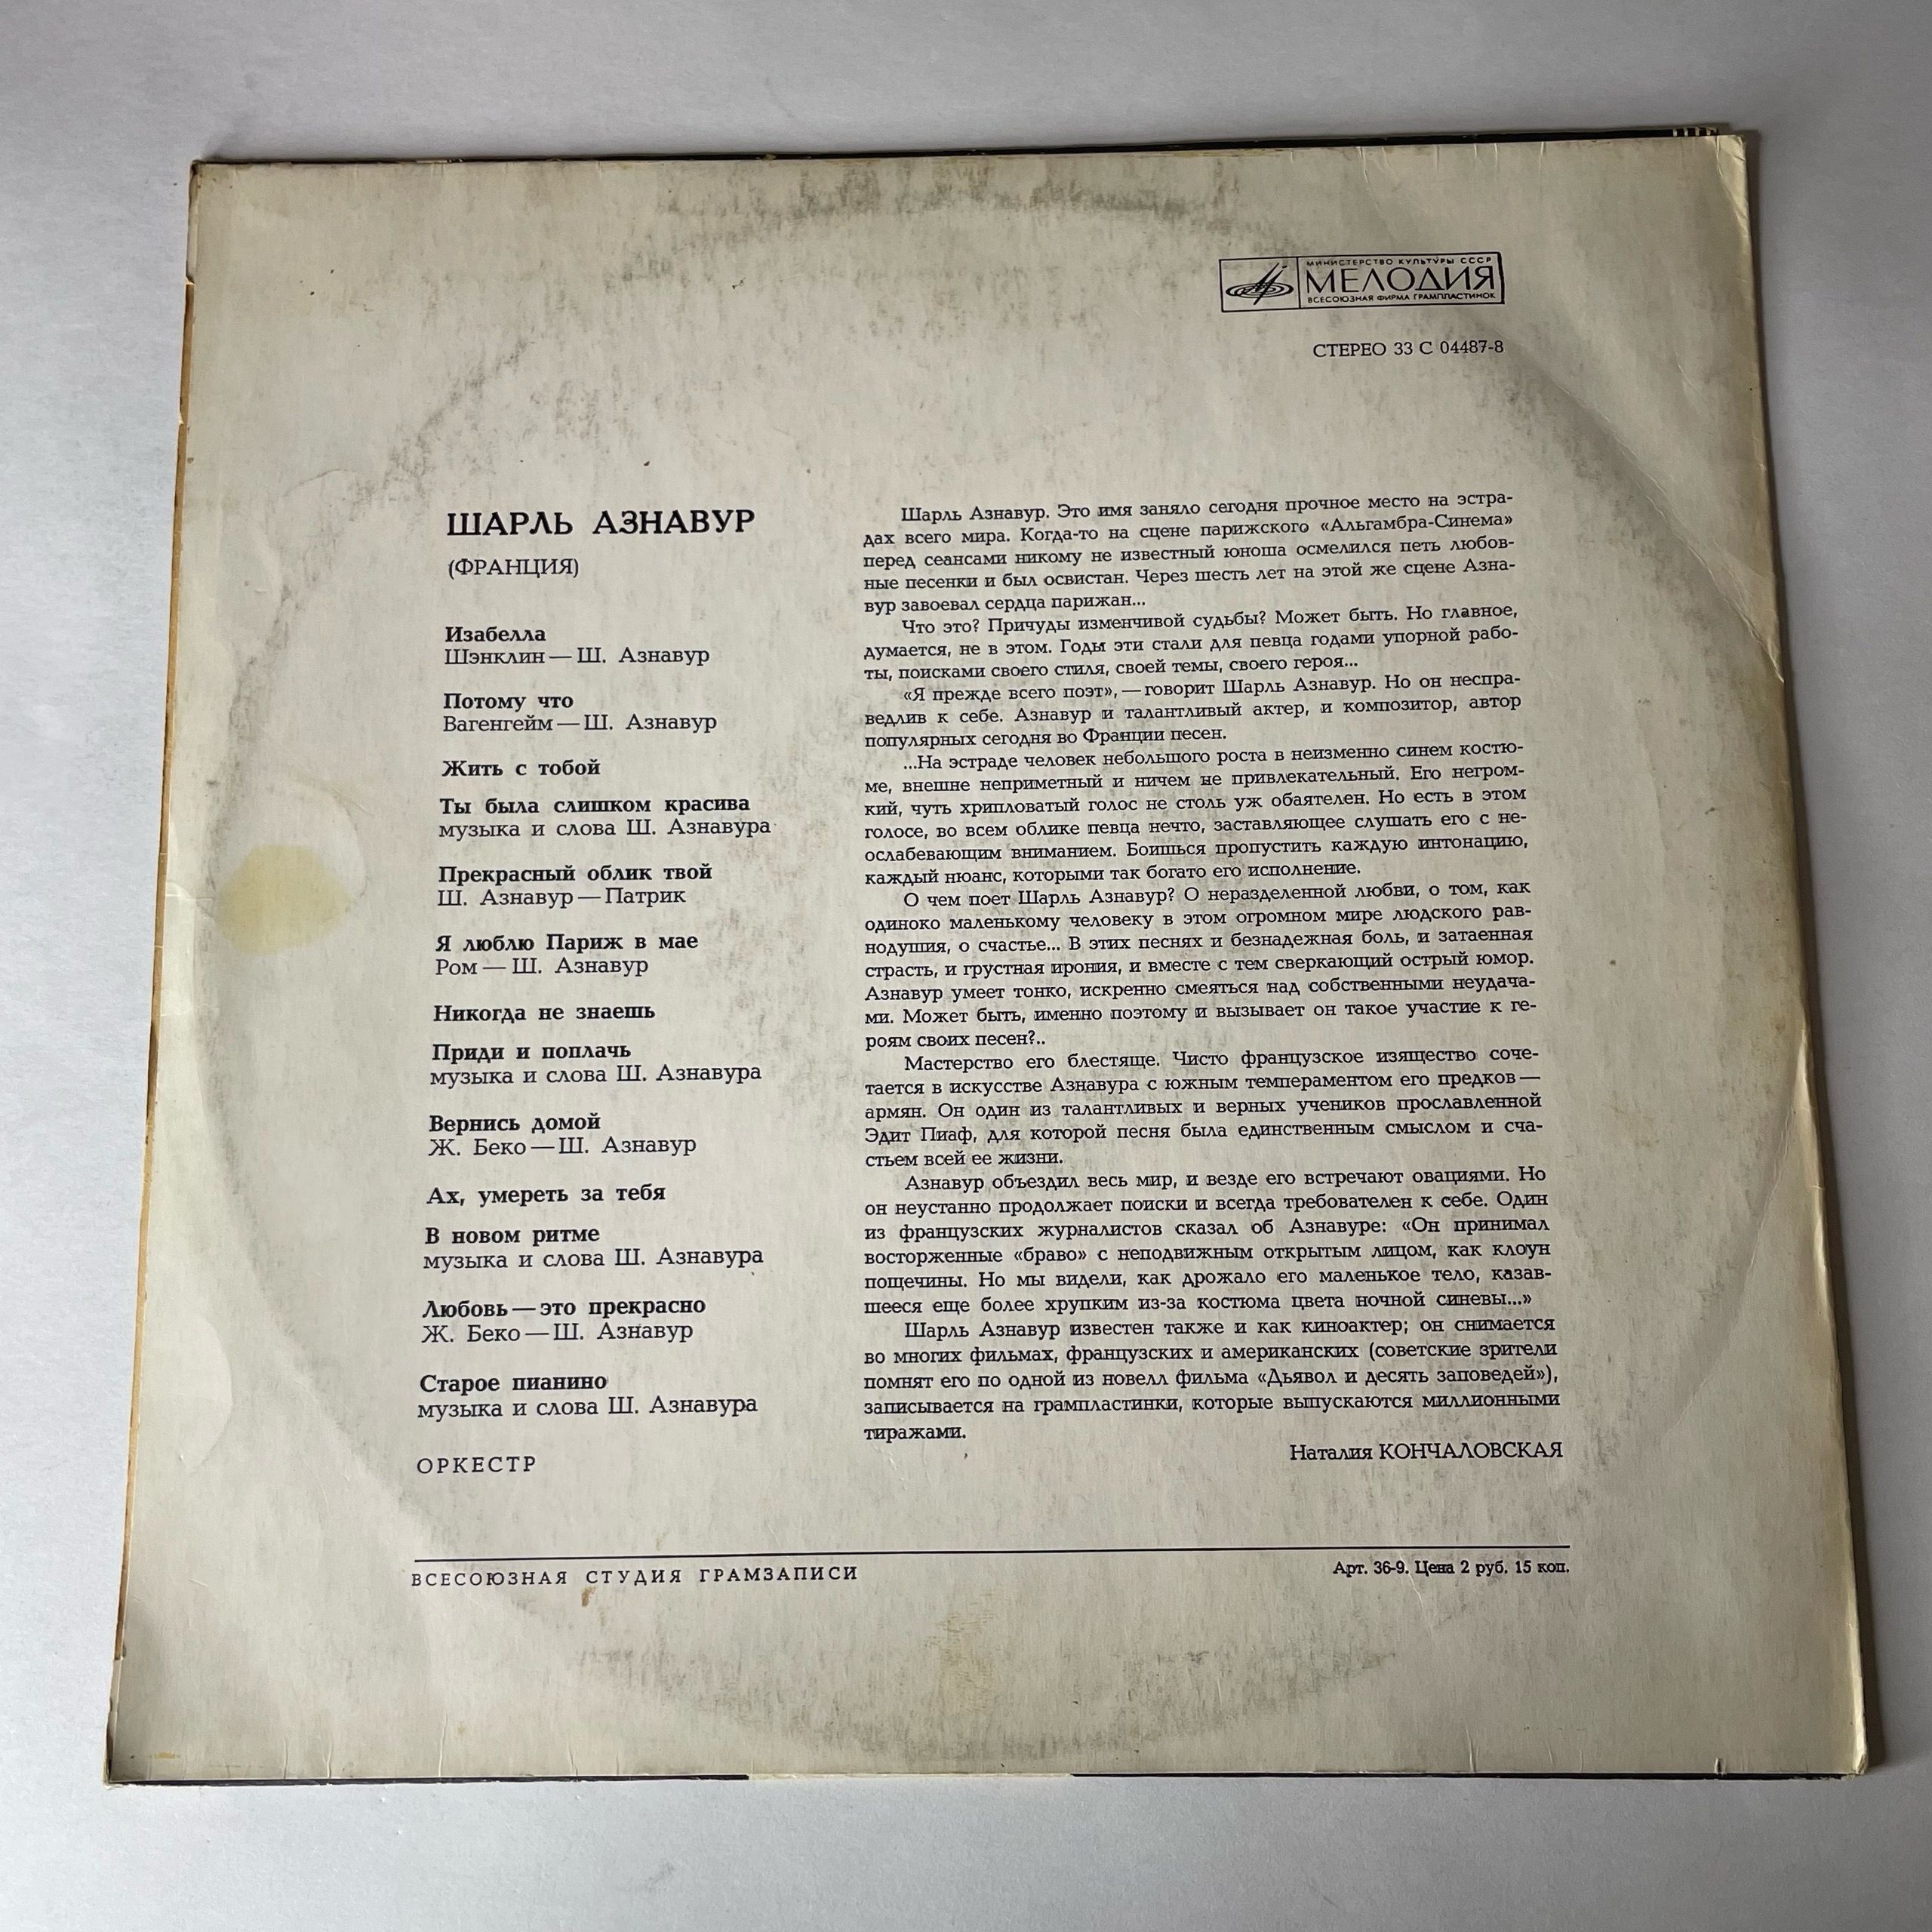 МИНИСТЕРСТВО КУЛЬТУРЫ СССР
МЕЛОДИЯ
ВСЕСОЮЗНАЯ ФИРМА ГРАМПЛАСТИНОК
СТЕРЕО 33 С 04487-8
ШАРЛЬ АЗНАВУР
(ФРАНЦИЯ)
Изабелла
Шэнклин — Ш. Азнавур
Потому что
Вагенгейм — Ш. Азнавур
Жить с тобой
Ты была слишком красива
музыка и слова Ш. Азнавура
Прекрасный облик твой
Ш. Азнавур — Патрик
Я люблю Париж в мае
Ром — Ш. Азнавур
Никогда не знаешь
Приди и поплачь
музыка и слова Ш. Азнавура
Вернись домой
Ж. Беко — Ш. Азнавур
Ах, умереть за тебя
В новом ритме
музыка и слова Ш. Азнавура
Любовь — это прекрасно
Ж. Беко — Ш. Азнавур
Старое пианино
музыка и слова Ш. Азнавура
ОРКЕСТР
Шарль Азнавур. Это имя заняло сегодня прочное место на эстра-
дах всего мира. Когда-то на сцене парижского «Альгамбра-Синема»
перед сеансами никому не известный юноша осмелился петь любов-
ные песенки и был освистан. Через шесть лет на этой же сцене Азна-
вур завоевал сердца парижан...
Что это? Причуды изменчивой судьбы? Может быть. Но главное,
думается, не в этом. Годы эти стали для певца годами упорной рабо-
ты, поисками своего стиля, своей темы, своего героя...
«Я прежде всего поэт», — говорит Шарль Азнавур. Но он неспра-
ведлив к себе. Азнавур и талантливый актер, и композитор, автор
популярных сегодня во Франции песен.
...На эстраде человек небольшого роста в неизменно синем костю-
ме, внешне неприметный и ничем не привлекательный. Его негром-
кий, чуть хрипловатый голос не столь уж обаятелен. Но есть в этом
голосе, во всем облике певца нечто, заставляющее слушать его с не-
ослабевающим вниманием. Боишься пропустить каждую интонацию,
каждый нюанс, которыми так богато его исполнение.
О чем поет Шарль Азнавур? О неразделенной любви, о том, как
одиноко маленькому человеку в этом огромном мире людского рав-
нодушия, о счастье... В этих песнях и безнадежная боль, и затаенная
страсть, и грустная ирония, и вместе с тем сверкающий острый юмор.
Азнавур умеет тонко, искренно смеяться над собственными неудача-
ми. Может быть, именно поэтому и вызывает он такое участие к ге-
роям своих песен?..
Мастерство его блестяще. Чисто французское изящество соче-
тается в искусстве Азнавура с южным темпераментом его предков —
армян. Он один из талантливых и верных учеников прославленной
Эдит Пиаф, для которой песня была единственным смыслом и сча-
стьем всей ее жизни.
Азнавур объездил весь мир, и везде его встречают овациями. Но
он неустанно продолжает поиски и всегда требователен к себе. Один
из французских журналистов сказал об Азнавуре: «Он принимал
восторженные «браво» с неподвижным открытым лицом, как клоун
пощечины. Но мы видели, как дрожало его маленькое тело, казав-
шееся еще более хрупким из-за костюма цвета ночной синевы...»
Шарль Азнавур известен также и как киноактер; он снимается
во многих фильмах, французских и американских (советские зрители
помнят его по одной из новелл фильма «Дьявол и десять заповедей»),
записывается на грампластинки, которые выпускаются миллионными
тиражами.
Наталия КОНЧАЛОВСКАЯ
ВСЕСОЮЗНАЯ СТУДИЯ ГРАМЗАПИСИ
Арт. 36-9. Цена 2 руб. 15 коп.